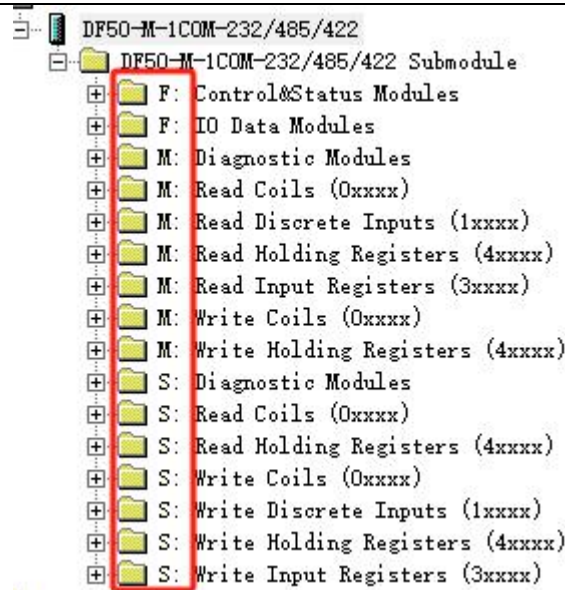 DF50-M-1COM-232/485/422
DF50-M-1COM-232/485/422 Submodule
F: Control&Status Modules
F: IO Data Modules
M: Diagnostic Modules
M: Read Coils (0xxxx)
M: Read Discrete Inputs (1xxxx)
M: Read Holding Registers (4xxxx)
M: Read Input Registers (3xxxx)
M: Write Coils (0xxxx)
M: Write Holding Registers (4xxxx)
S: Diagnostic Modules
S: Read Coils (0xxxx)
S: Read Holding Registers (4xxxx)
S: Write Coils (0xxxx)
S: Write Discrete Inputs (1xxxx)
S: Write Holding Registers (4xxxx)
S: Write Input Registers (3xxxx)